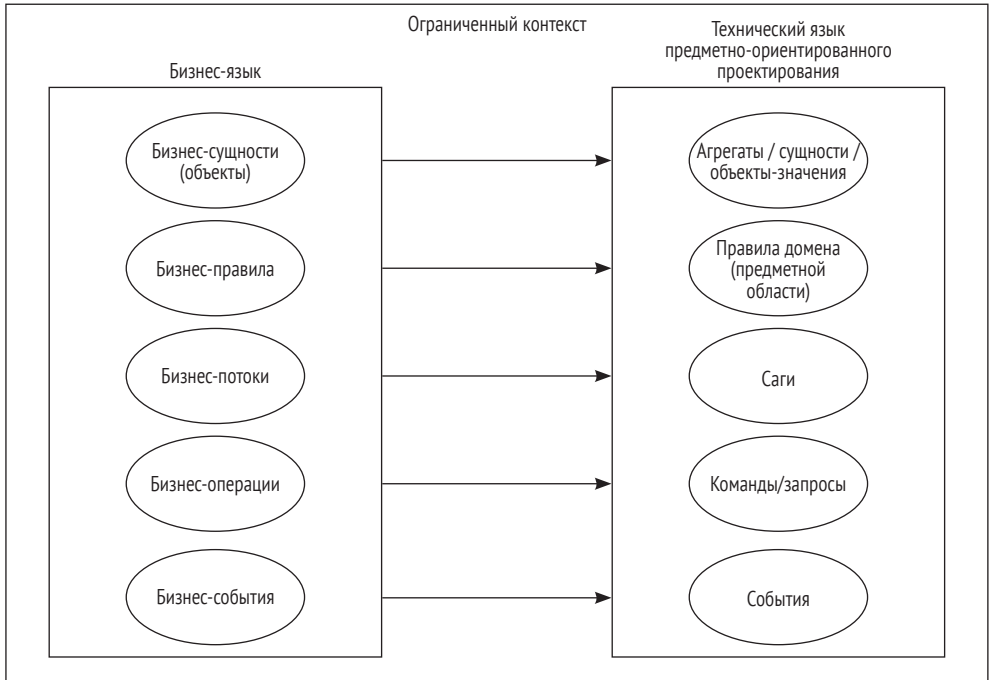 Ограниченный контекст
Технический язык
предметно-ориентированного
проектирования
Бизнес-язык
Бизнес-сущности
(объекты)
Агрегаты / сущности /
объекты-значения
Бизнес-правила
Правила домена
(предметной
области)
Бизнес-потоки
Саги
Бизнес-операции
Команды/запросы
Бизнес-события
События